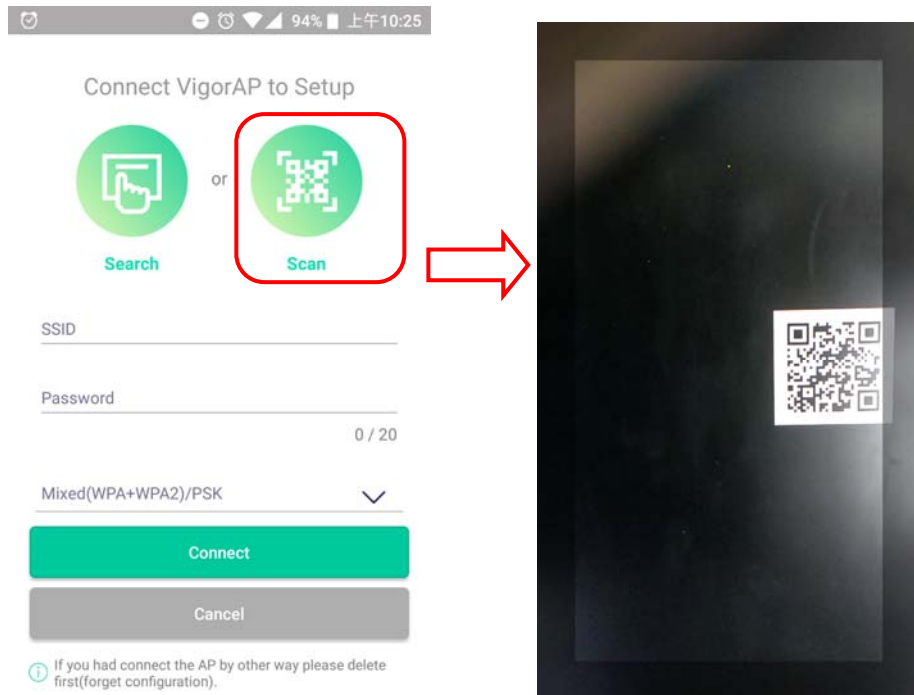 94% 上午10:25
Connect VigorAP to Setup
or
Search
Scan
SSID
Password
0 / 20
Mixed(WPA+WPA2)/PSK
Connect
Cancel
If you had connect the AP by other way please delete
first(forget configuration).